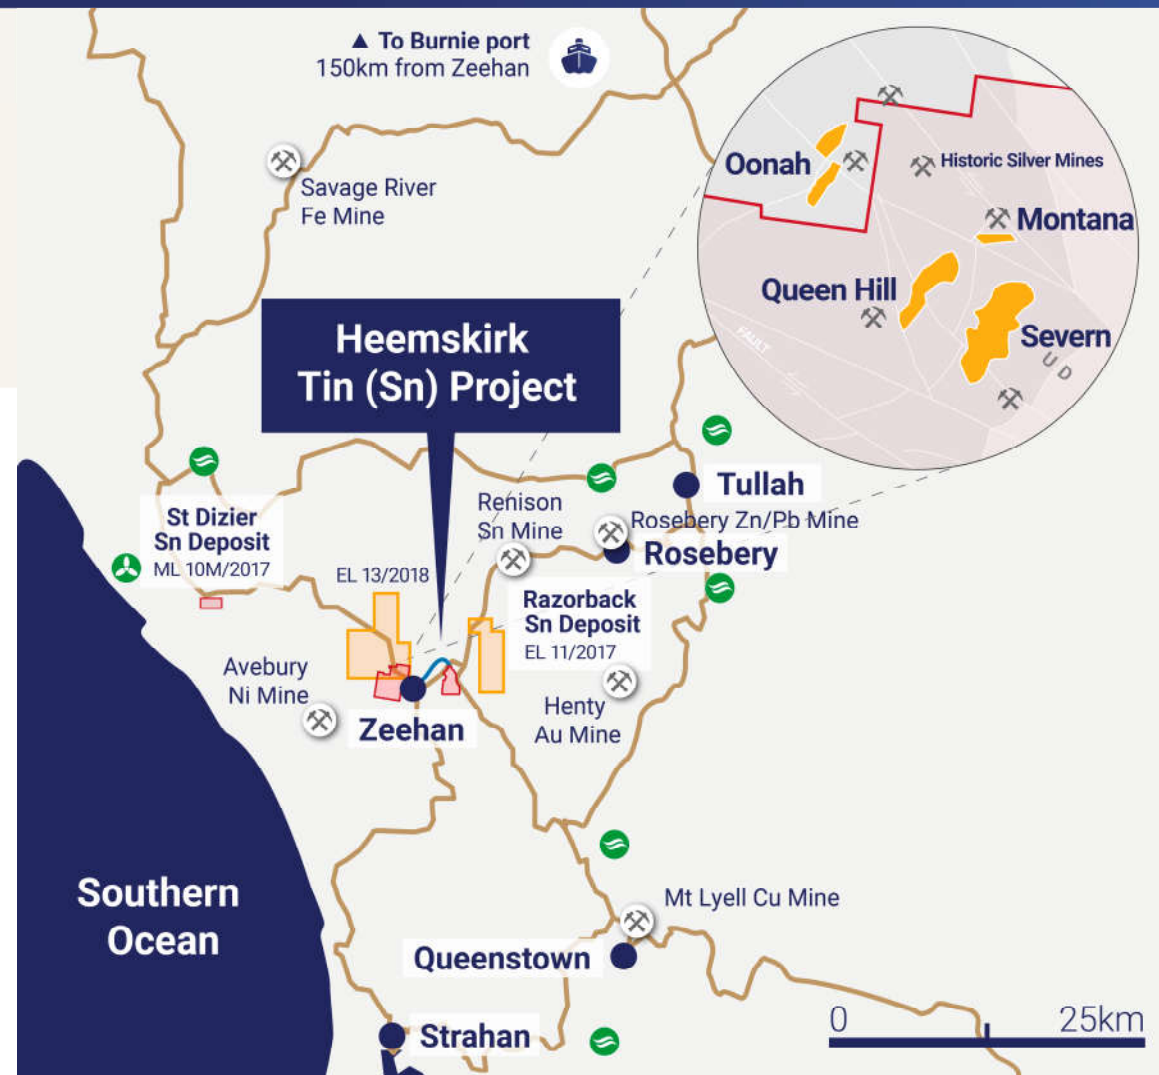 ▲ To Burnie port
150km from Zeehan
Savage River
Fe Mine
Oonah
Historic Silver Mines
Montana
Queen Hill
Severn
FAULT
U D
Heemskirk
Tin (Sn) Project
St Dizier
Sn Deposit
ML 10M/2017
EL 13/2018
Renison
Sn Mine
Tullah
Rosebery Zn/Pb Mine
Rosebery
Razorback
Sn Deposit
EL 11/2017
Avebury
Ni Mine
Zeehan
Henty
Au Mine
Southern
Ocean
Mt Lyell Cu Mine
Queenstown
Strahan
0 25km